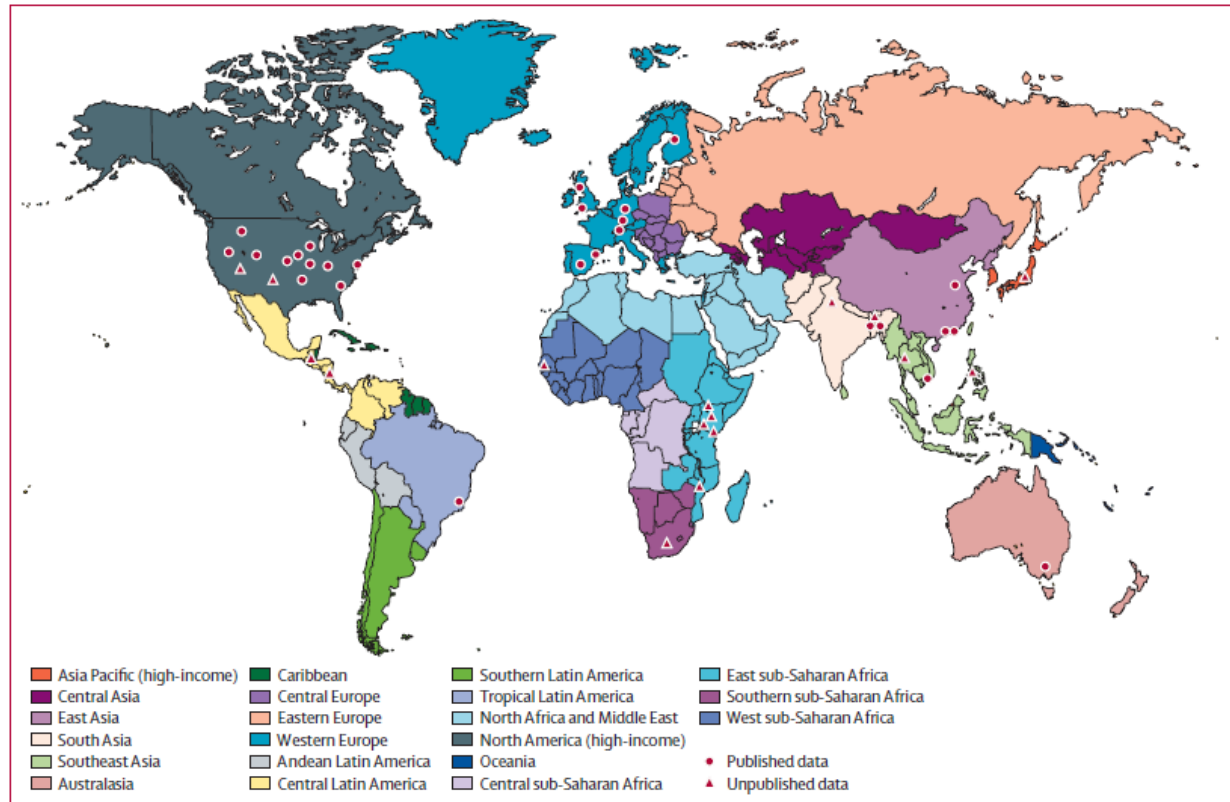 Asia Pacific (high-income)
Central Asia
East Asia
South Asia
Southeast Asia
Australasia
Caribbean
Central Europe
Eastern Europe
Western Europe
Andean Latin America
Central Latin America
Southern Latin America
Tropical Latin America
North Africa and Middle East
North America (high-income)
Oceania
Central sub-Saharan Africa
East sub-Saharan Africa
Southern sub-Saharan Africa
West sub-Saharan Africa
Published data
Unpublished data